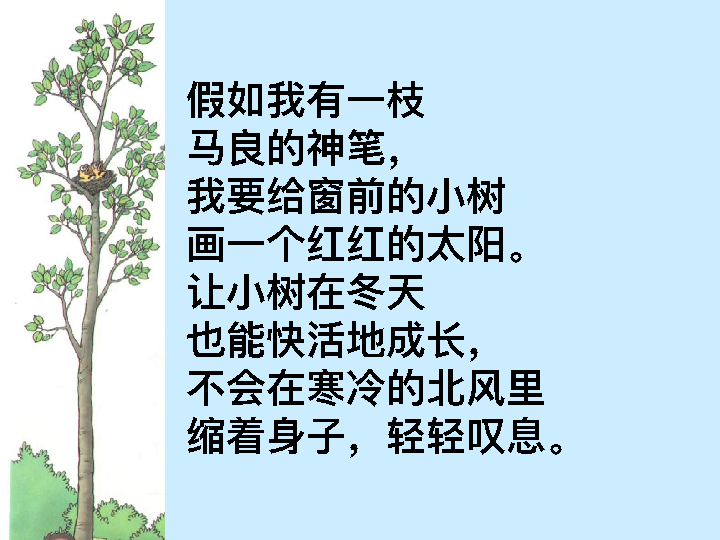 假如我有一枝
马良的神笔，
我要给窗前的小树
画一个红红的太阳。
让小树在冬天
也能快活地成长，
不会在寒冷的北风里
缩着身子，轻轻叹息。